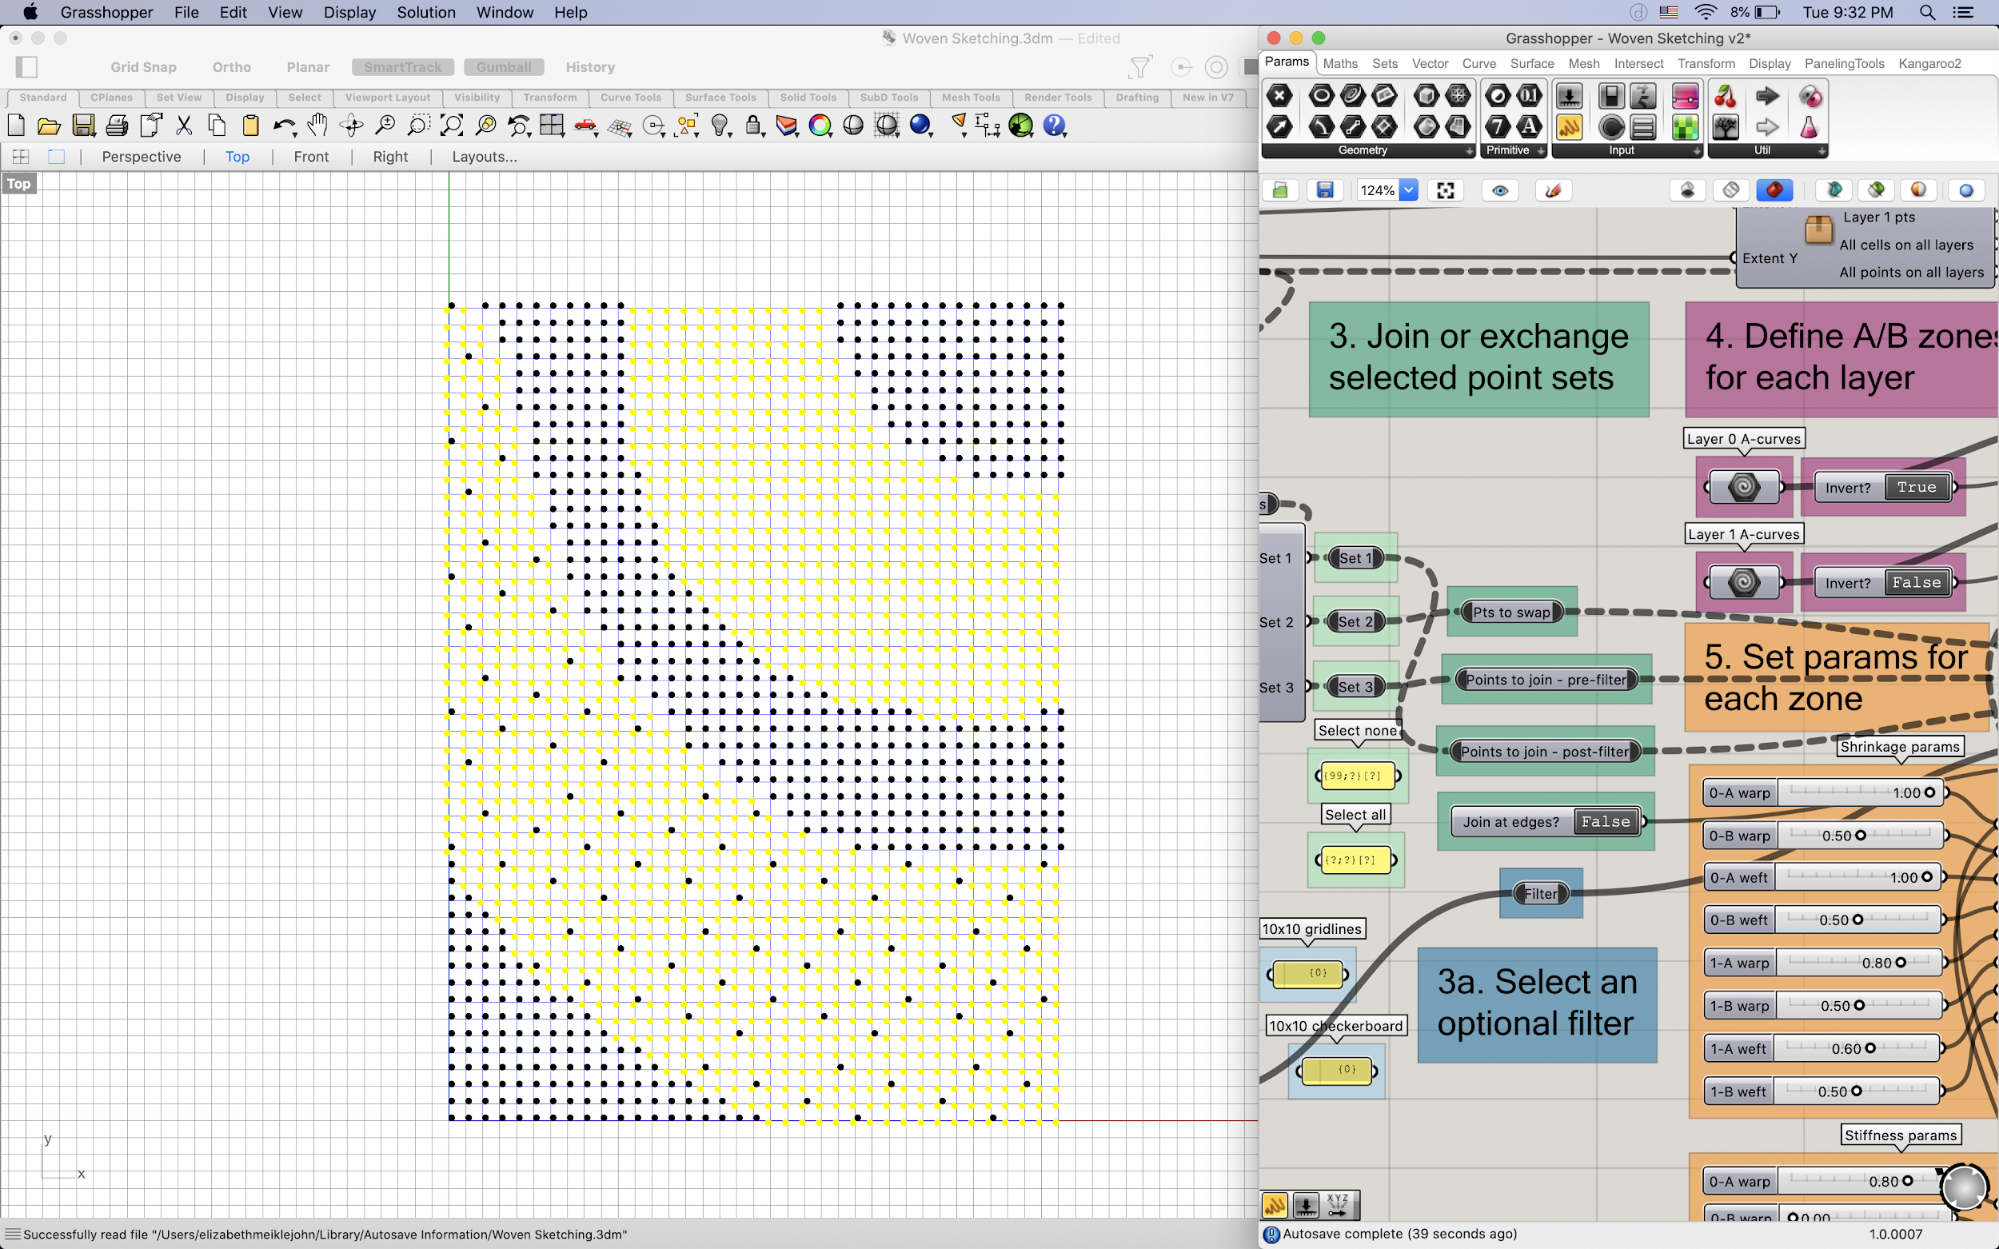 Grasshopper File Edit View Display Solution Window Help 8% Tue 9:32 PM
Woven Sketching.3dm — Edited
Grid Snap Ortho Planar SmartTrack Gumball History
Standard CPlanes Set View Display Select Viewport Layout Visibility Transform Curve Tools Surface Tools Solid Tools SubD Tools Mesh Tools Render Tools Drafting New in V7
Perspective Top Front Right Layouts...
Top
y
x
Successfully read file "/Users/elizabethmeiklejohn/Library/Autosave Information/Woven Sketching.3dm"
Grasshopper - Woven Sketching v2*
Params Maths Sets Vector Curve Surface Mesh Intersect Transform Display PanelingTools Kangaroo2
Geometry Primitive Input Util
124%
Layer 1 pts
All cells on all layers
Extent Y
All points on all layers
3. Join or exchange
selected point sets
4. Define A/B zones
for each layer
Layer 0 A-curves
Invert? True
Layer 1 A-curves
Invert? False
Set 1 Set 1
Set 2 Set 2
Set 3 Set 3
Pts to swap
Points to join - pre-filter
Points to join - post-filter
Join at edges? False
Select none
{99;?}[?]
Select all
{?;?}[?]
Filter
10x10 gridlines
{0}
10x10 checkerboard
{0}
3a. Select an
optional filter
5. Set params for
each zone
Shrinkage params
0-A warp 1.00
0-B warp 0.50
0-A weft 1.00
0-B weft 0.50
1-A warp 0.80
1-B warp 0.50
1-A weft 0.60
1-B weft 0.50
Stiffness params
0-A warp 0.80
0-B warp 0.00
XYZ
Autosave complete (39 seconds ago)
1.0.0007